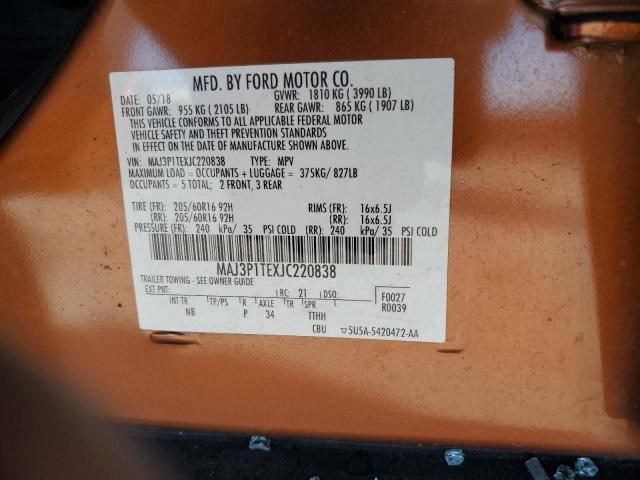 MFD. BY FORD MOTOR CO.
DATE: 05/18 GVWR: 1810 KG ( 3990 LB)
FRONT GAWR: 955 KG ( 2105 LB) REAR GAWR: 865 KG ( 1907 LB)
THIS VEHICLE CONFORMS TO ALL APPLICABLE FEDERAL MOTOR
VEHICLE SAFETY AND THEFT PREVENTION STANDARDS
IN EFFECT ON THE DATE OF MANUFACTURE SHOWN ABOVE.
VIN: MAJ3P1TEXJC220838 TYPE: MPV
MAXIMUM LOAD = OCCUPANTS + LUGGAGE = 375KG/ 827LB
OCCUPANTS = 5 TOTAL; 2 FRONT, 3 REAR
TIRE (FR): 205/60R16 92H RIMS (FR): 16x6.5J
(RR): 205/60R16 92H (RR): 16x6.5J
PRESSURE (FR): 240 kPa/ 35 PSI COLD (RR): 240 kPa/ 35 PSI COLD
MAJ3P1TEXJC220838
TRAILER TOWING - SEE OWNER GUIDE
EXT PNT: RC: 21 DSO: F0027
INT TR TP/PS R AXLE TR SPR R0039
NB P 34 TTHH
CBU 5U5A-5420472-AA